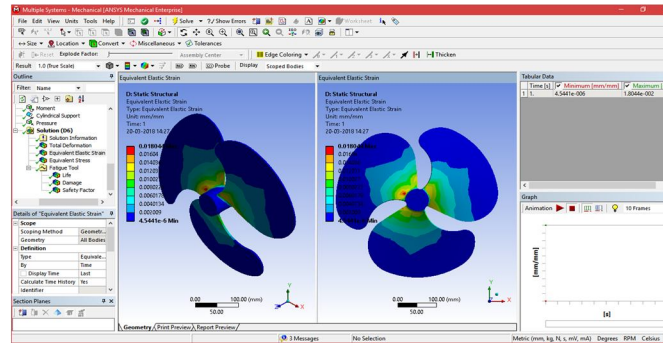 Multiple Systems - Mechanical [ANSYS Mechanical Enterprise]
File Edit View Units Tools Help Solve ?/ Show Errors Worksheet
Size Location Convert Miscellaneous Tolerances
Reset Explode Factor: Assembly Center Edge Coloring Thicken
Result 1.0 (True Scale) Probe Display Scoped Bodies
Outline
Filter: Name
Moment
Cylindrical Support
Pressure
Solution (D6)
Solution Information
Total Deformation
Equivalent Elastic Strain
Equivalent Stress
Fatigue Tool
Life
Damage
Safety Factor
Details of "Equivalent Elastic Strain"
Scope
Scoping Method Geometr...
Geometry All Bodies
Definition
Type Equivale...
By Time
Display Time Last
Calculate Time History Yes
Identifier
Section Planes
Equivalent Elastic Strain
D: Static Structural
Equivalent Elastic Strain
Type: Equivalent Elastic Strain
Unit: mm/mm
Time: 1
20-03-2018 14:27
0.002009
4.5441e-6 Min
0.00 100.00 (mm)
50.00
Equivalent Elastic Strain
D: Static Structural
Equivalent Elastic Strain
Type: Equivalent Elastic Strain
Unit: mm/mm
Time: 1
20-03-2018 14:27
0.00 100.00 (mm)
50.00
Geometry Print Preview Report Preview
Tabular Data
Time [s] Minimum [mm/mm] Maximum [
1 1. 4.5441e-006 1.8044e-002
Graph
Animation 10 Frames
[mm/mm]
[s]
3 Messages No Selection Metric (mm, kg, N, s, mV, mA) Degrees RPM Celsius